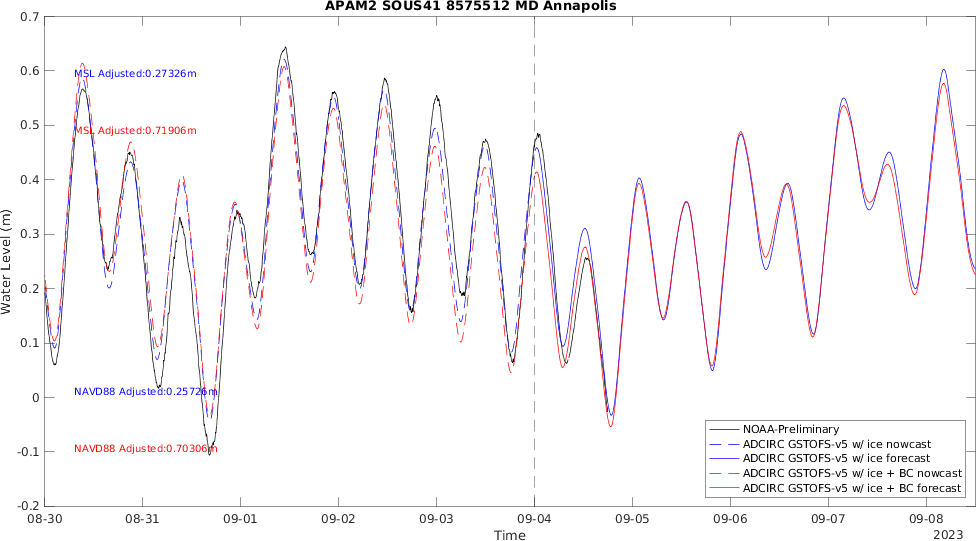 APAM2 SOUS41 8575512 MD Annapolis
0.7
0.6
0.5
0.4
0.3
0.2
0.1
0
-0.1
-0.2
Water Level (m)
MSL Adjusted:0.27326m
MSL Adjusted:0.71906m
NAVD88 Adjusted:0.25726m
NAVD88 Adjusted:0.70306m
NOAA-Preliminary
ADCIRC GSTOFS-v5 w/ ice nowcast
ADCIRC GSTOFS-v5 w/ ice forecast
ADCIRC GSTOFS-v5 w/ ice + BC nowcast
ADCIRC GSTOFS-v5 w/ ice + BC forecast
08-30 08-31 09-01 09-02 09-03 09-04 09-05 09-06 09-07 09-08
Time
2023